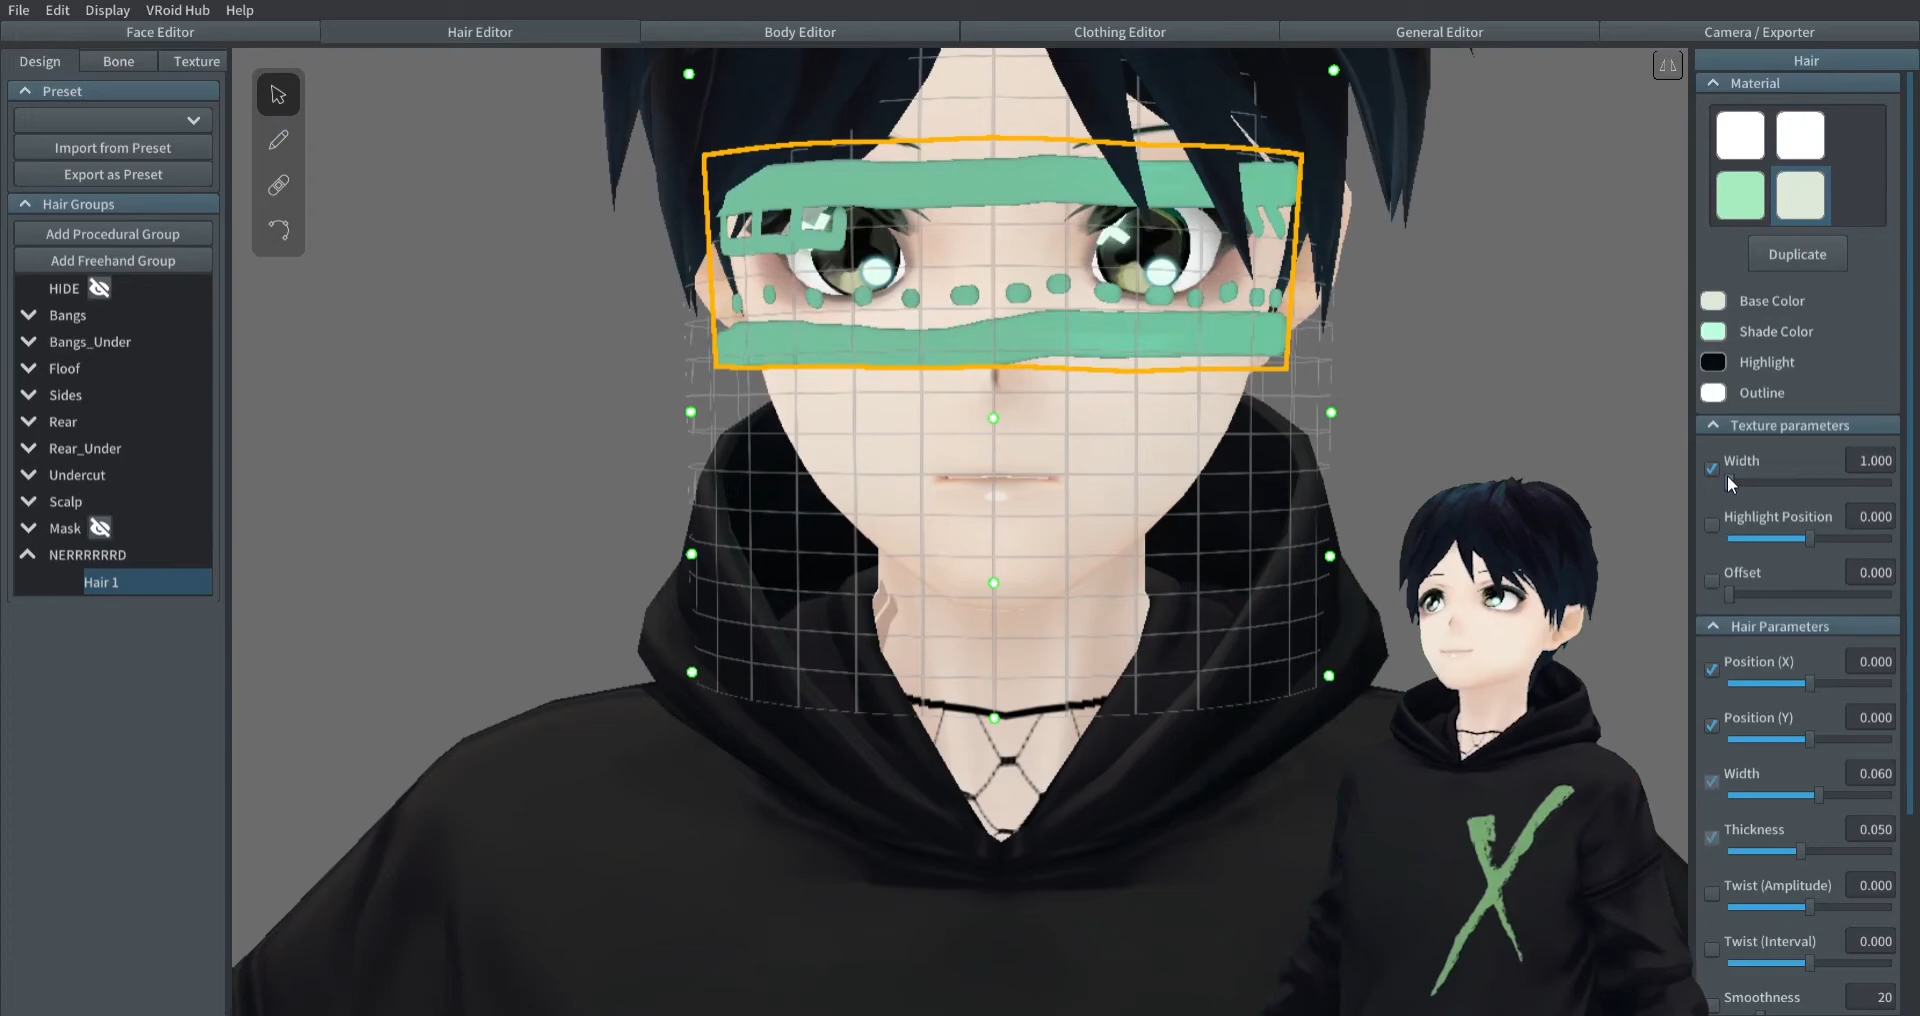 File Edit Display VRoid Hub Help
Face Editor Hair Editor Body Editor Clothing Editor General Editor Camera / Exporter
Design Bone Texture
Preset
Import from Preset
Export as Preset
Hair Groups
Add Procedural Group
Add Freehand Group
HIDE
Bangs
Bangs_Under
Floof
Sides
Rear
Rear_Under
Undercut
Scalp
Mask
NERRRRRRD
Hair 1
Hair
Material
Duplicate
Base Color
Shade Color
Highlight
Outline
Texture parameters
Width 1.000
Highlight Position 0.000
Offset 0.000
Hair Parameters
Position (X) 0.000
Position (Y) 0.000
Width 0.060
Thickness 0.050
Twist (Amplitude) 0.000
Twist (Interval) 0.000
Smoothness 20
X